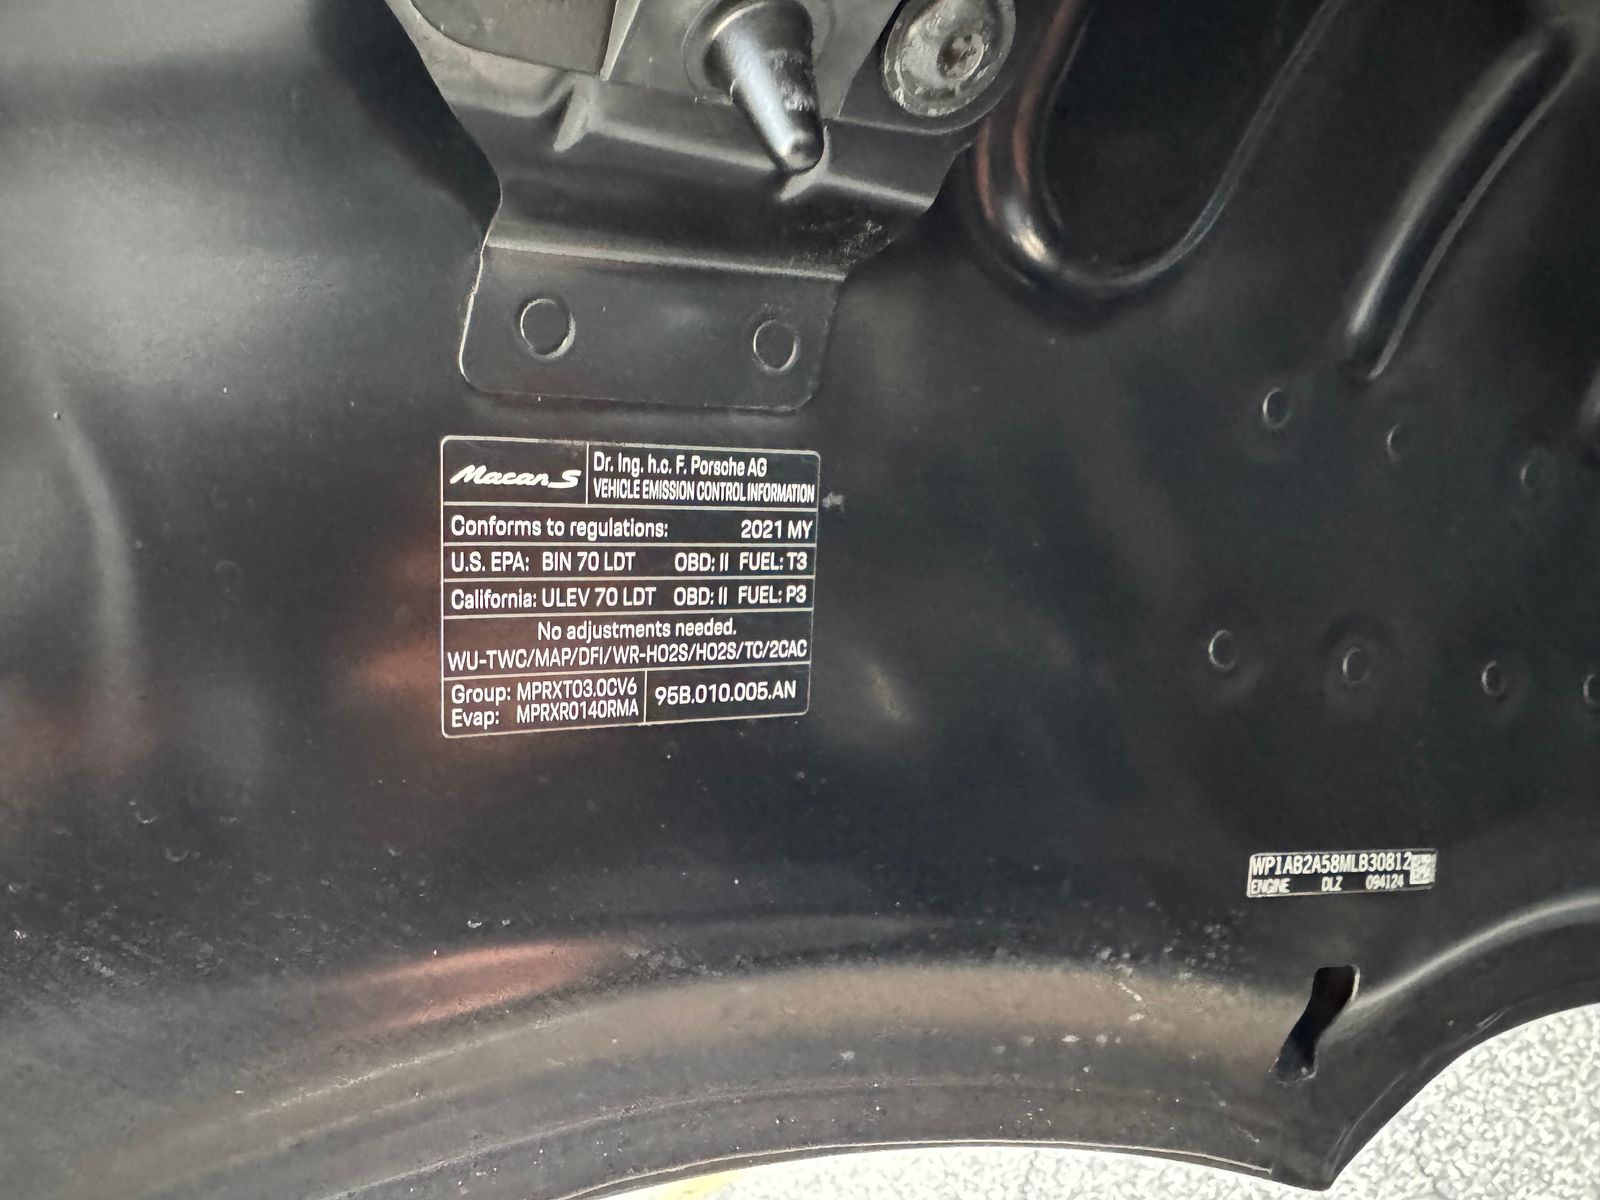 Macan S
Dr. Ing. h.c. F. Porsche AG
VEHICLE EMISSION CONTROL INFORMATION
Conforms to regulations: 2021 MY
U.S. EPA: BIN 70 LDT OBD: II FUEL: T3
California: ULEV 70 LDT OBD: II FUEL: P3
No adjustments needed.
WU-TWC/MAP/DFI/WR-HO2S/HO2S/TC/2CAC
Group: MPRXT03.0CV6
Evap: MPRXR0140RMA
95B.010.005.AN
WP1AB2A58MLB30812
ENGINE DLZ 094124